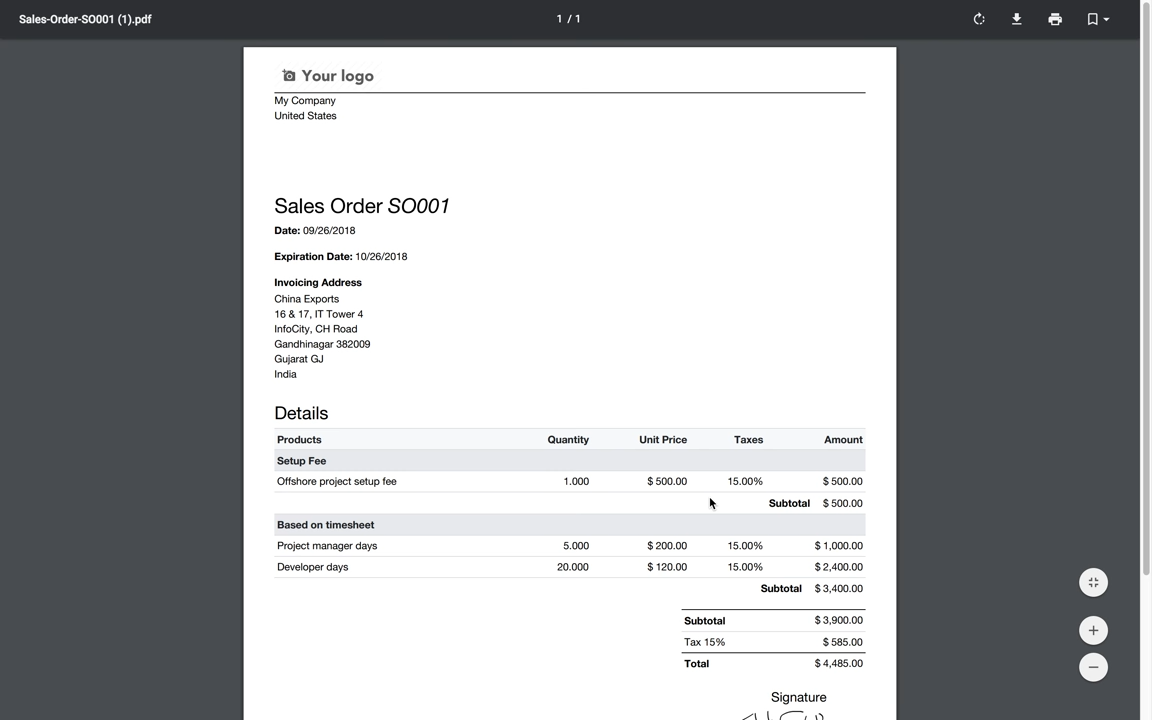 Sales-Order-SO001 (1).pdf
1 / 1
Your logo
My Company
United States
Sales Order SO001
Date: 09/26/2018
Expiration Date: 10/26/2018
Invoicing Address
China Exports
16 & 17, IT Tower 4
InfoCity, CH Road
Gandhinagar 382009
Gujarat GJ
India
Details
Products Quantity Unit Price Taxes Amount
Setup Fee
Offshore project setup fee 1.000 $ 500.00 15.00% $ 500.00
Subtotal $ 500.00
Based on timesheet
Project manager days 5.000 $ 200.00 15.00% $ 1,000.00
Developer days 20.000 $ 120.00 15.00% $ 2,400.00
Subtotal $ 3,400.00
Subtotal $ 3,900.00
Tax 15% $ 585.00
Total $ 4,485.00
Signature